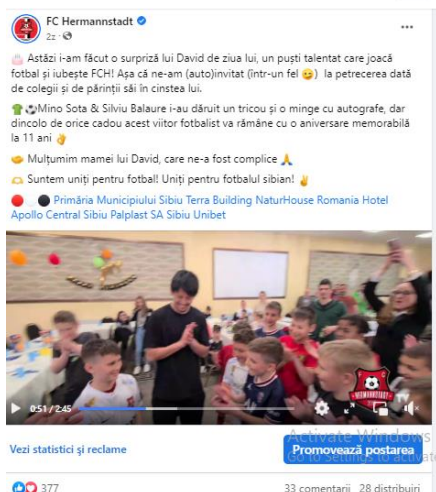 FC Hermannstadt
2z ·
Astăzi i-am făcut o surpriză lui David de ziua lui, un puști talentat care joacă
fotbal și iubește FCH! Așa că ne-am (auto)invitat (într-un fel 😉) la petrecerea dată
de colegii și de părinții săi în cinstea lui.
Mino Sota & Silviu Balaure i-au dăruit un tricou și o minge cu autografe, dar
dincolo de orice cadou acest viitor fotbalist va rămâne cu o aniversare memorabilă
la 11 ani
Mulțumim mamei lui David, care ne-a fost complice
Suntem uniți pentru fotbal! Uniți pentru fotbalul sibian!
Primăria Municipiului Sibiu Terra Building NaturHouse Romania Hotel
Apollo Central Sibiu Palplast SA Sibiu Unibet
HERMANNSTADT
TV
0:51 / 2:45
Activate Windows
Vezi statistici și reclame
Promovează postarea
Go to Settings to activate
377
33 comentarii 28 distribuiri